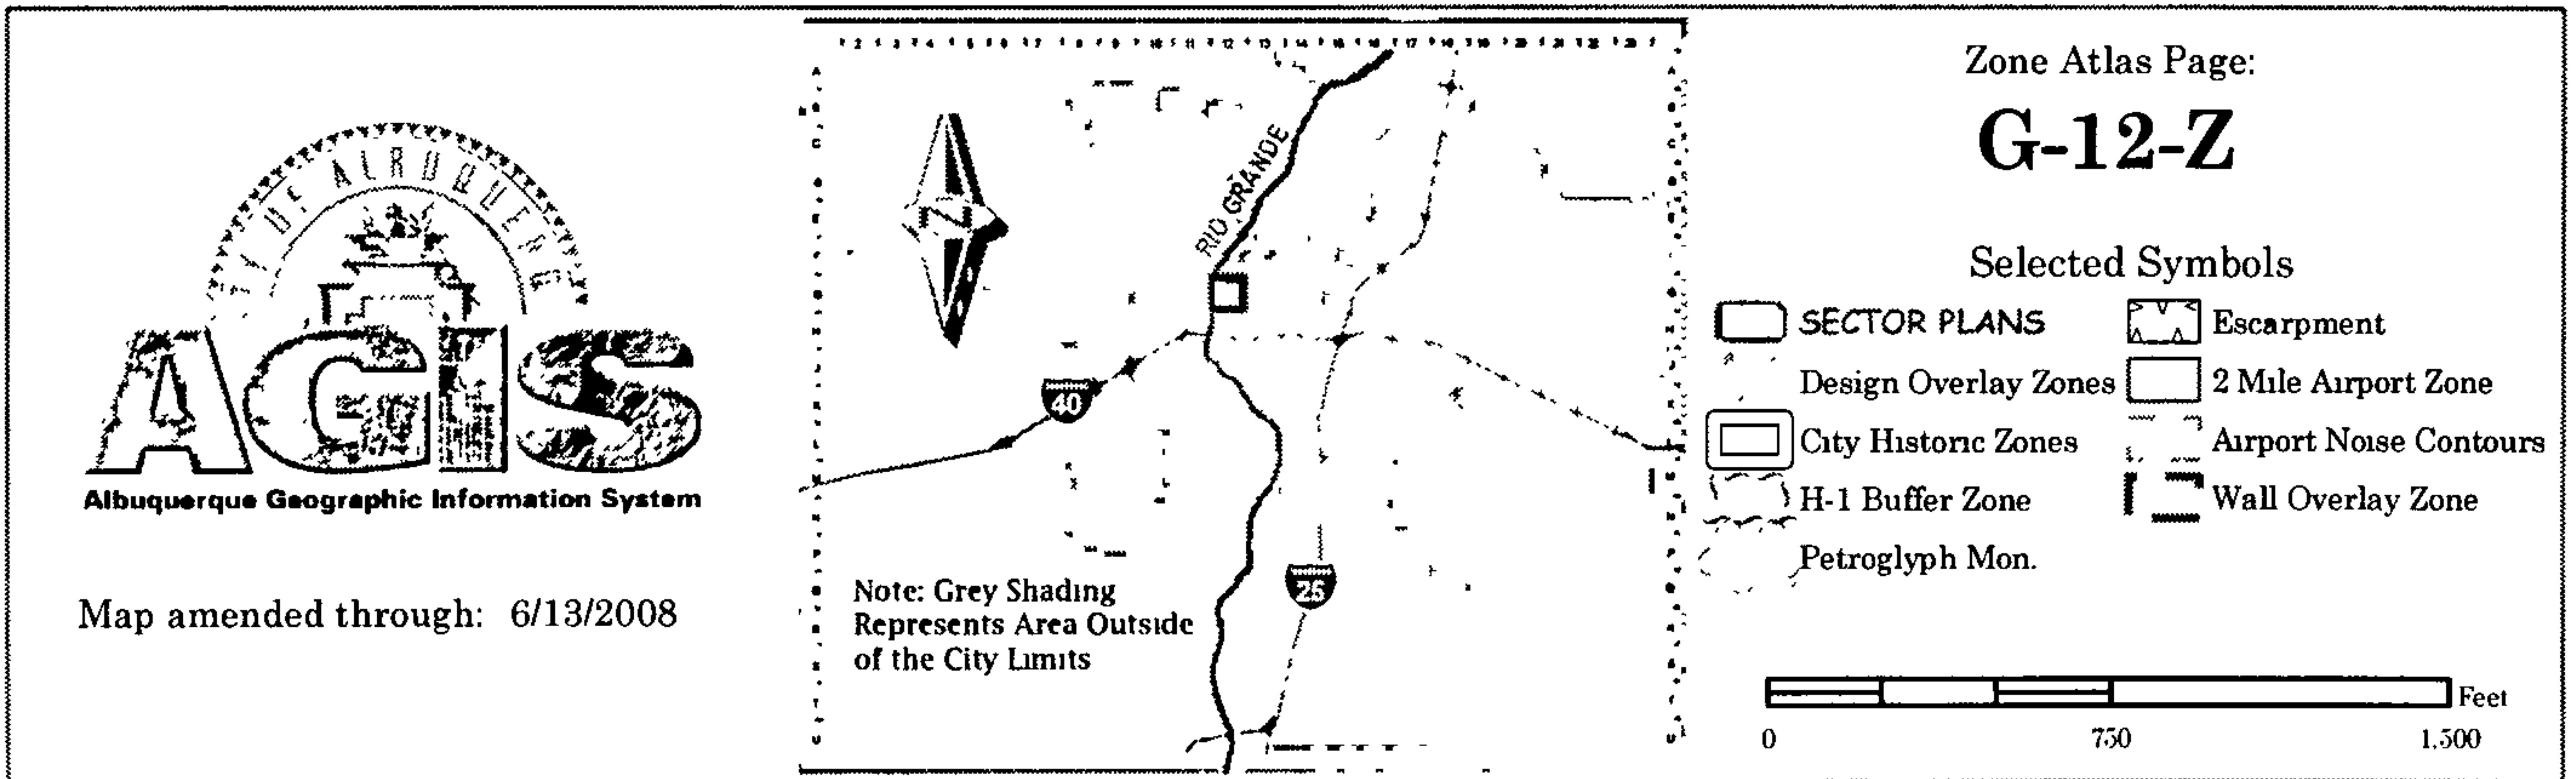 DE ALBUQUERQUE
AGIS
Albuquerque Geographic Information System
Map amended through: 6/13/2008
RIO GRANDE
40
25
Note: Grey Shading
Represents Area Outside
of the City Limits
Zone Atlas Page:
G-12-Z
Selected Symbols
SECTOR PLANS
Design Overlay Zones
City Historic Zones
H-1 Buffer Zone
Petroglyph Mon.
Escarpment
2 Mile Airport Zone
Airport Noise Contours
Wall Overlay Zone
Feet
0 750 1,500